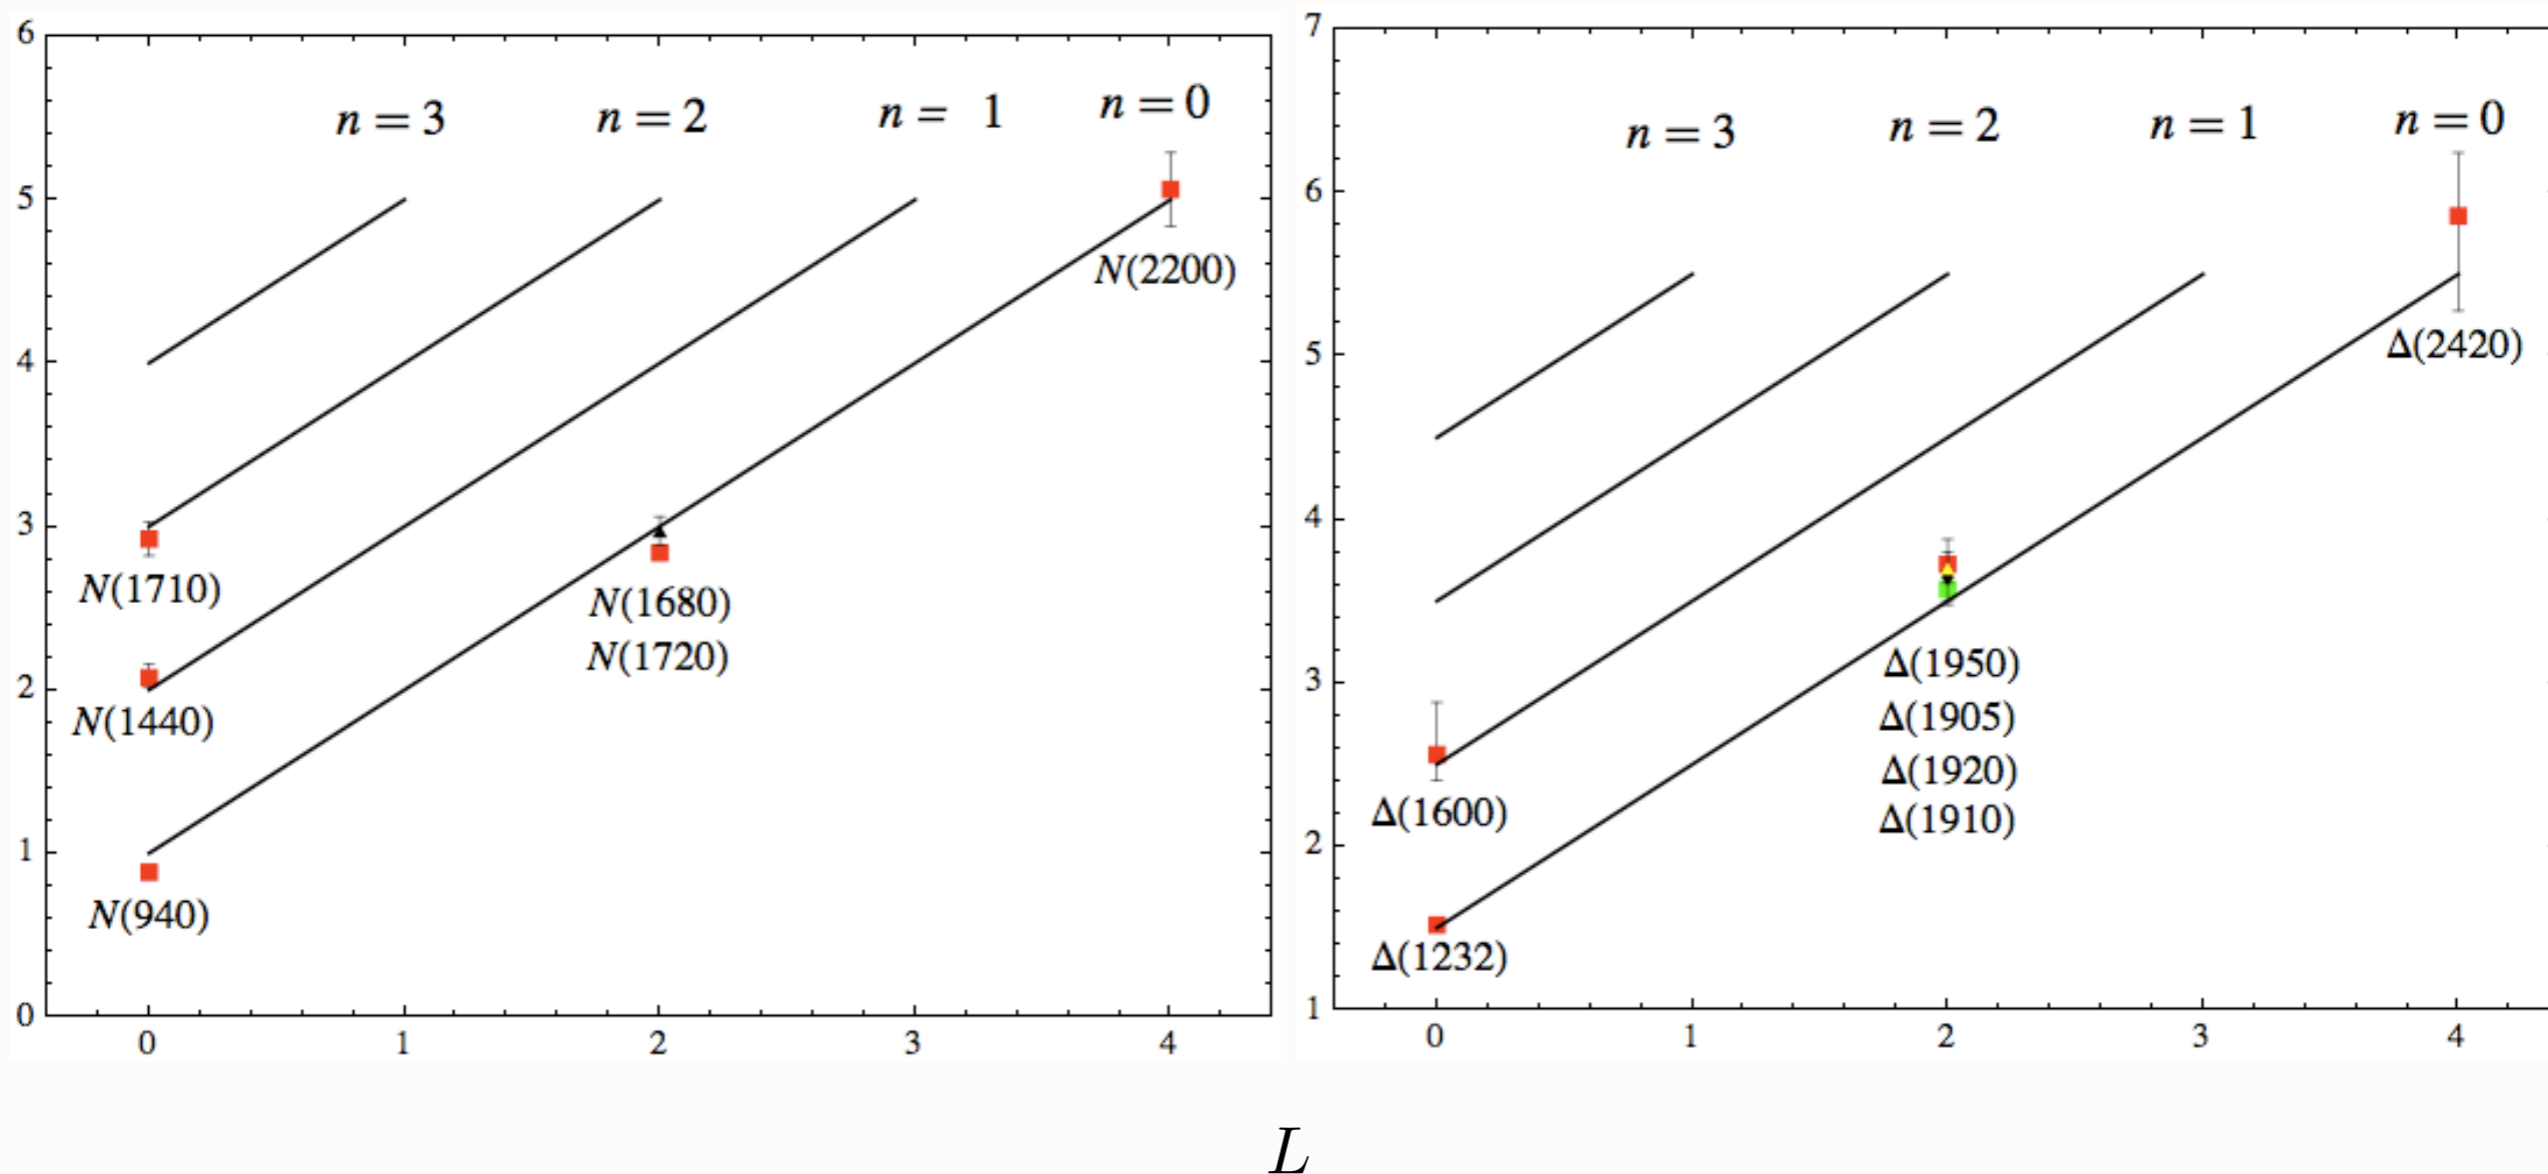 6
5
4
3
2
1
0
n = 3
n = 2
n = 1
n = 0
N(2200)
N(1710)
N(1680)
N(1720)
N(1440)
N(940)
0 1 2 3 4
7
6
5
4
3
2
1
n = 3
n = 2
n = 1
n = 0
Δ(2420)
Δ(1950)
Δ(1905)
Δ(1920)
Δ(1910)
Δ(1600)
Δ(1232)
0 1 2 3 4
L